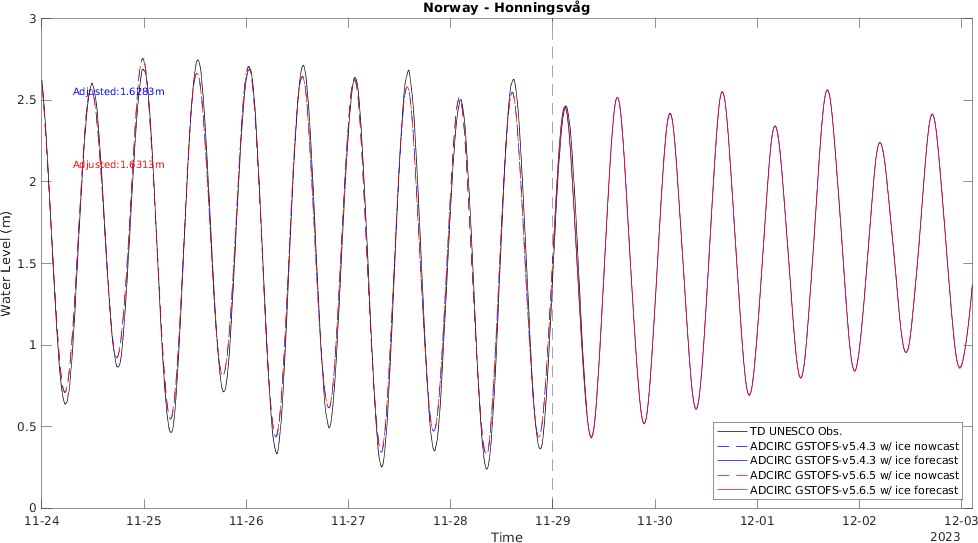 Norway - Honningsvåg
3
2.5
2
1.5
1
0.5
0
Water Level (m)
Adjusted:1.6283m
Adjusted:1.6313m
TD UNESCO Obs.
ADCIRC GSTOFS-v5.4.3 w/ ice nowcast
ADCIRC GSTOFS-v5.4.3 w/ ice forecast
ADCIRC GSTOFS-v5.6.5 w/ ice nowcast
ADCIRC GSTOFS-v5.6.5 w/ ice forecast
11-24 11-25 11-26 11-27 11-28 11-29 11-30 12-01 12-02 12-03
Time
2023